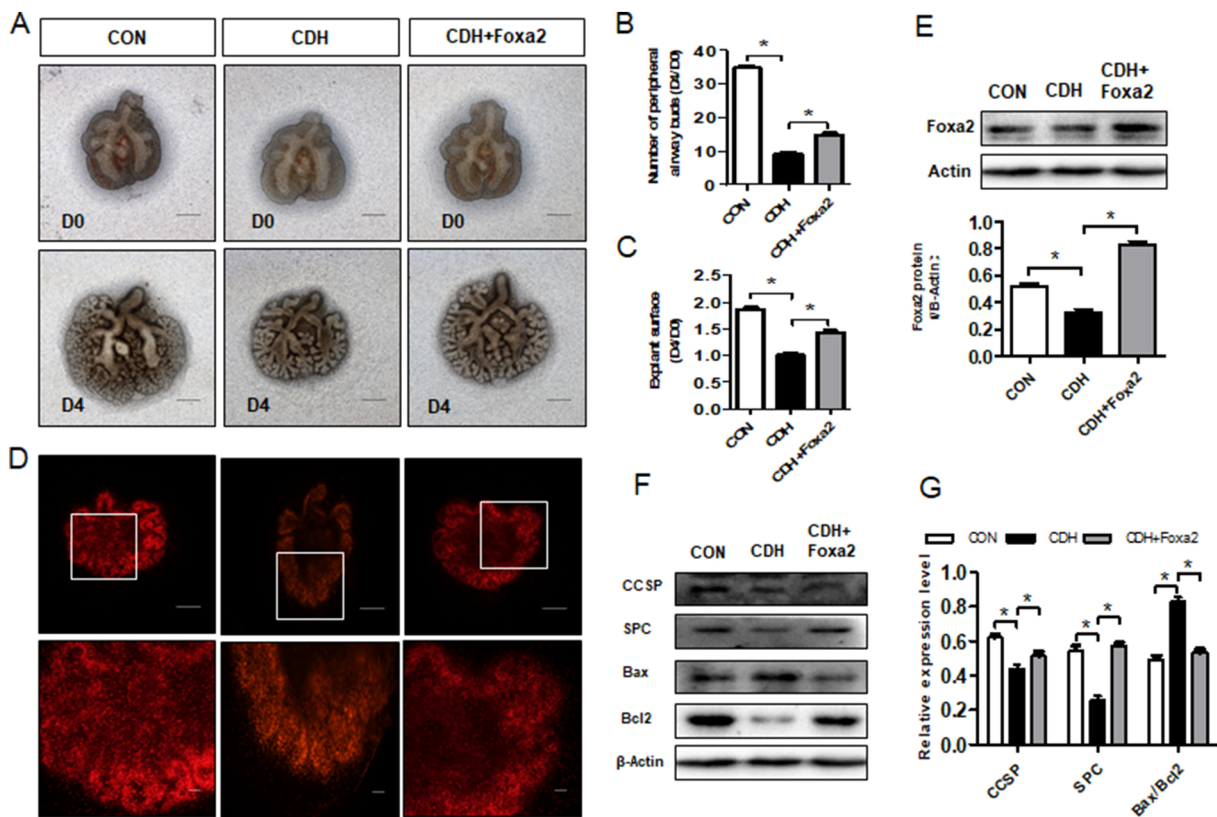 A
CON
CDH
CDH+Foxa2
D0
D0
D0
D4
D4
D4
B
Number of peripheral
airway buds (D4/D0)
40
30
20
10
0
*
*
CON
CDH
CDH+Foxa2
C
Explant surface
(D4/D0)
2.5
2.0
1.5
1.0
0.5
0.0
*
*
CON
CDH
CDH+Foxa2
D
E
CON
CDH
CDH+
Foxa2
Foxa2
Actin
Foxa2 protein
/B-Actin
1.0
0.8
0.6
0.4
0.2
0.0
*
*
CON
CDH
CDH+Foxa2
F
CON
CDH
CDH+
Foxa2
CCSP
SPC
Bax
Bcl2
β-Actin
G
CON
CDH
CDH+Foxa2
Relative expression level
1.0
0.8
0.6
0.4
0.2
0.0
*
*
*
*
*
*
CCSP
SPC
Bax/Bcl2